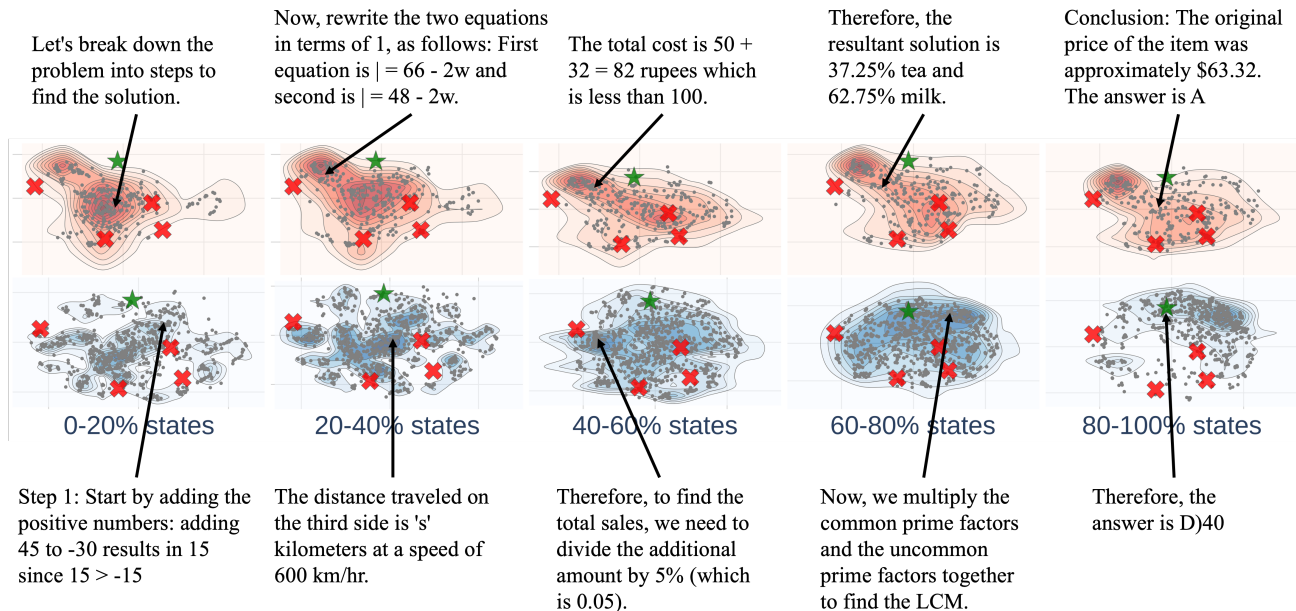 Let's break down the
problem into steps to
find the solution.
Now, rewrite the two equations
in terms of 1, as follows: First
equation is | = 66 - 2w and
second is | = 48 - 2w.
The total cost is 50 +
32 = 82 rupees which
is less than 100.
Therefore, the
resultant solution is
37.25% tea and
62.75% milk.
Conclusion: The original
price of the item was
approximately $63.32.
The answer is A
0-20% states
20-40% states
40-60% states
60-80% states
80-100% states
Step 1: Start by adding the
positive numbers: adding
45 to -30 results in 15
since 15 > -15
The distance traveled on
the third side is 's'
kilometers at a speed of
600 km/hr.
Therefore, to find the
total sales, we need to
divide the additional
amount by 5% (which
is 0.05).
Now, we multiply the
common prime factors
and the uncommon
prime factors together
to find the LCM.
Therefore, the
answer is D)40